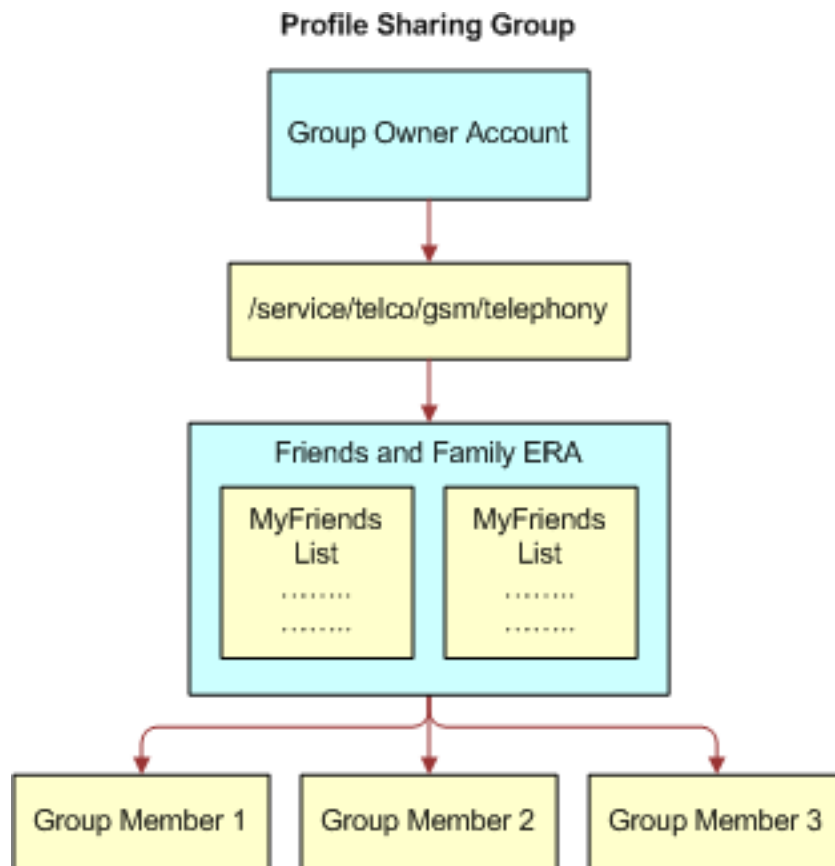 Profile Sharing Group
Group Owner Account
/service/telco/gsm/telephony
Friends and Family ERA
MyFriends
List
........
........
MyFriends
List
........
........
Group Member 1
Group Member 2
Group Member 3